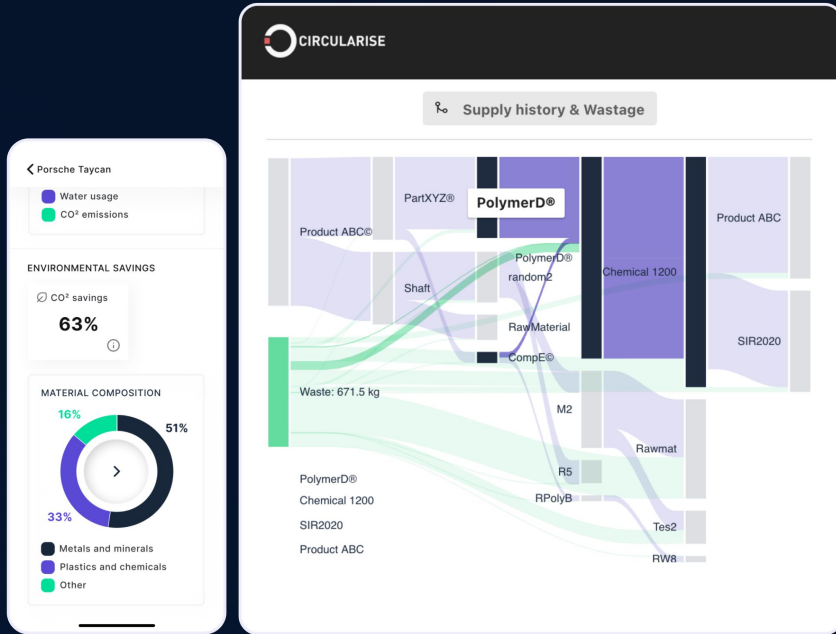 Porsche Taycan
Water usage
CO² emissions
ENVIRONMENTAL SAVINGS
CO² savings
63%
MATERIAL COMPOSITION
16%
51%
33%
Metals and minerals
Plastics and chemicals
Other
CIRCULARISE
Supply history & Wastage
PartXYZ®
PolymerD®
Product ABC©
Product ABC
PolymerD®
random2
Chemical 1200
Shaft
RawMaterial
SIR2020
CompE©
Waste: 671.5 kg
M2
Rawmat
R5
PolymerD®
RPolyB
Chemical 1200
SIR2020
Tes2
Product ABC
RW8